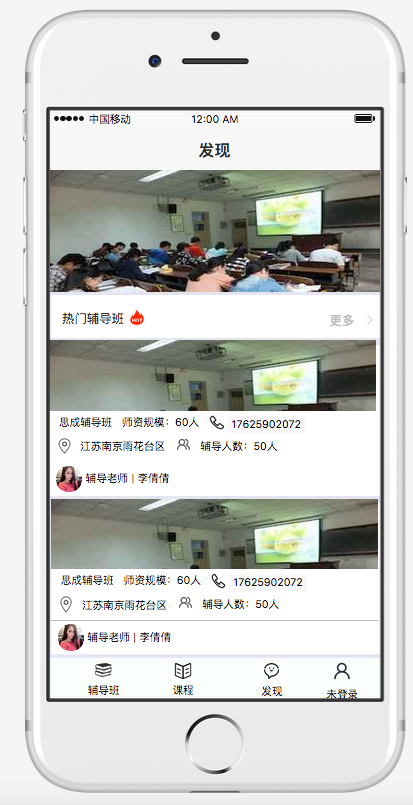 中国移动 12:00 AM
发现
热门辅导班 HOT 更多
思成辅导班 师资规模：60人 17625902072
江苏南京雨花台区 辅导人数：50人
辅导老师 | 李倩倩
思成辅导班 师资规模：60人 17625902072
江苏南京雨花台区 辅导人数：50人
辅导老师 | 李倩倩
辅导班 课程 发现 未登录